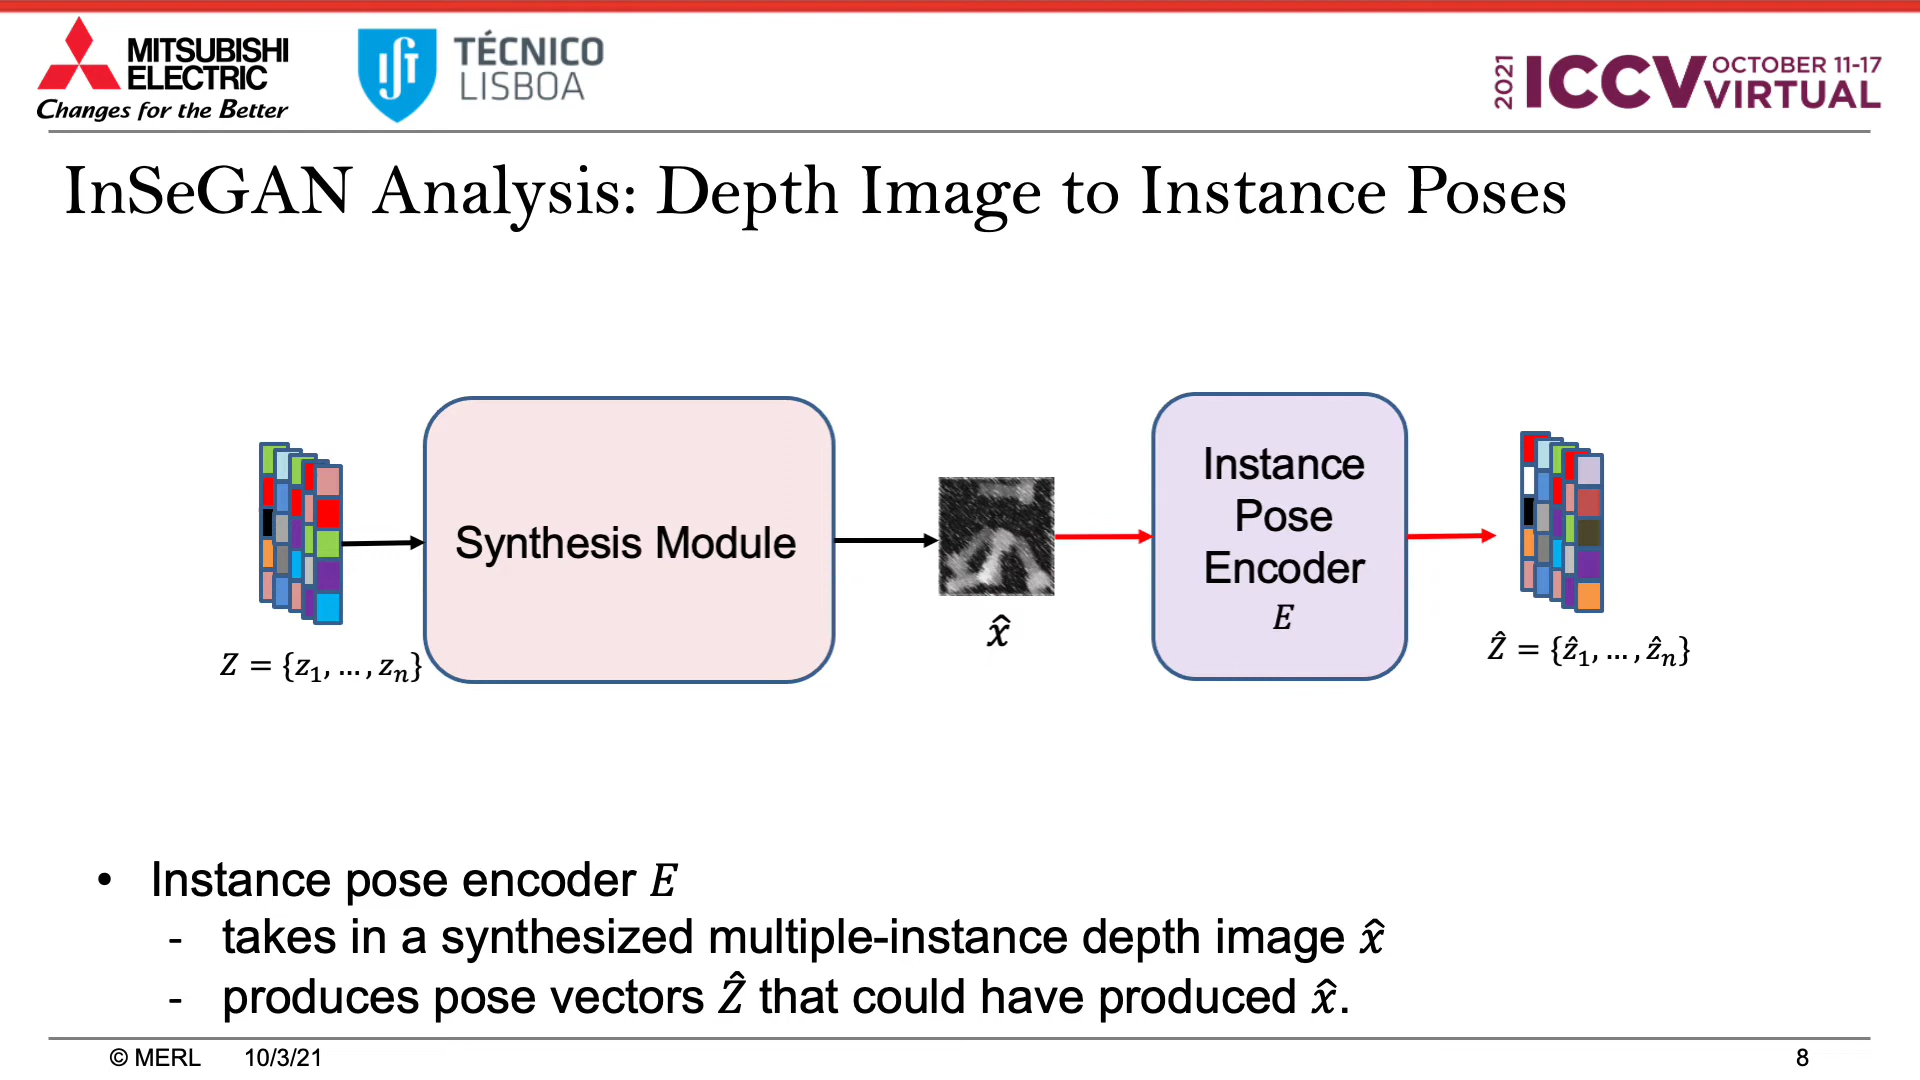 MITSUBISHI
ELECTRIC
Changes for the Better
TÉCNICO
LISBOA
2021
ICCV
OCTOBER 11-17
VIRTUAL
InSeGAN Analysis: Depth Image to Instance Poses
Synthesis Module
Instance
Pose
Encoder
E
x̂
Z = {z₁, … , zₙ}
Ẑ = {ẑ₁, … , ẑₙ}
• Instance pose encoder E
- takes in a synthesized multiple-instance depth image x̂
- produces pose vectors Ẑ that could have produced x̂.
© MERL 10/3/21 8